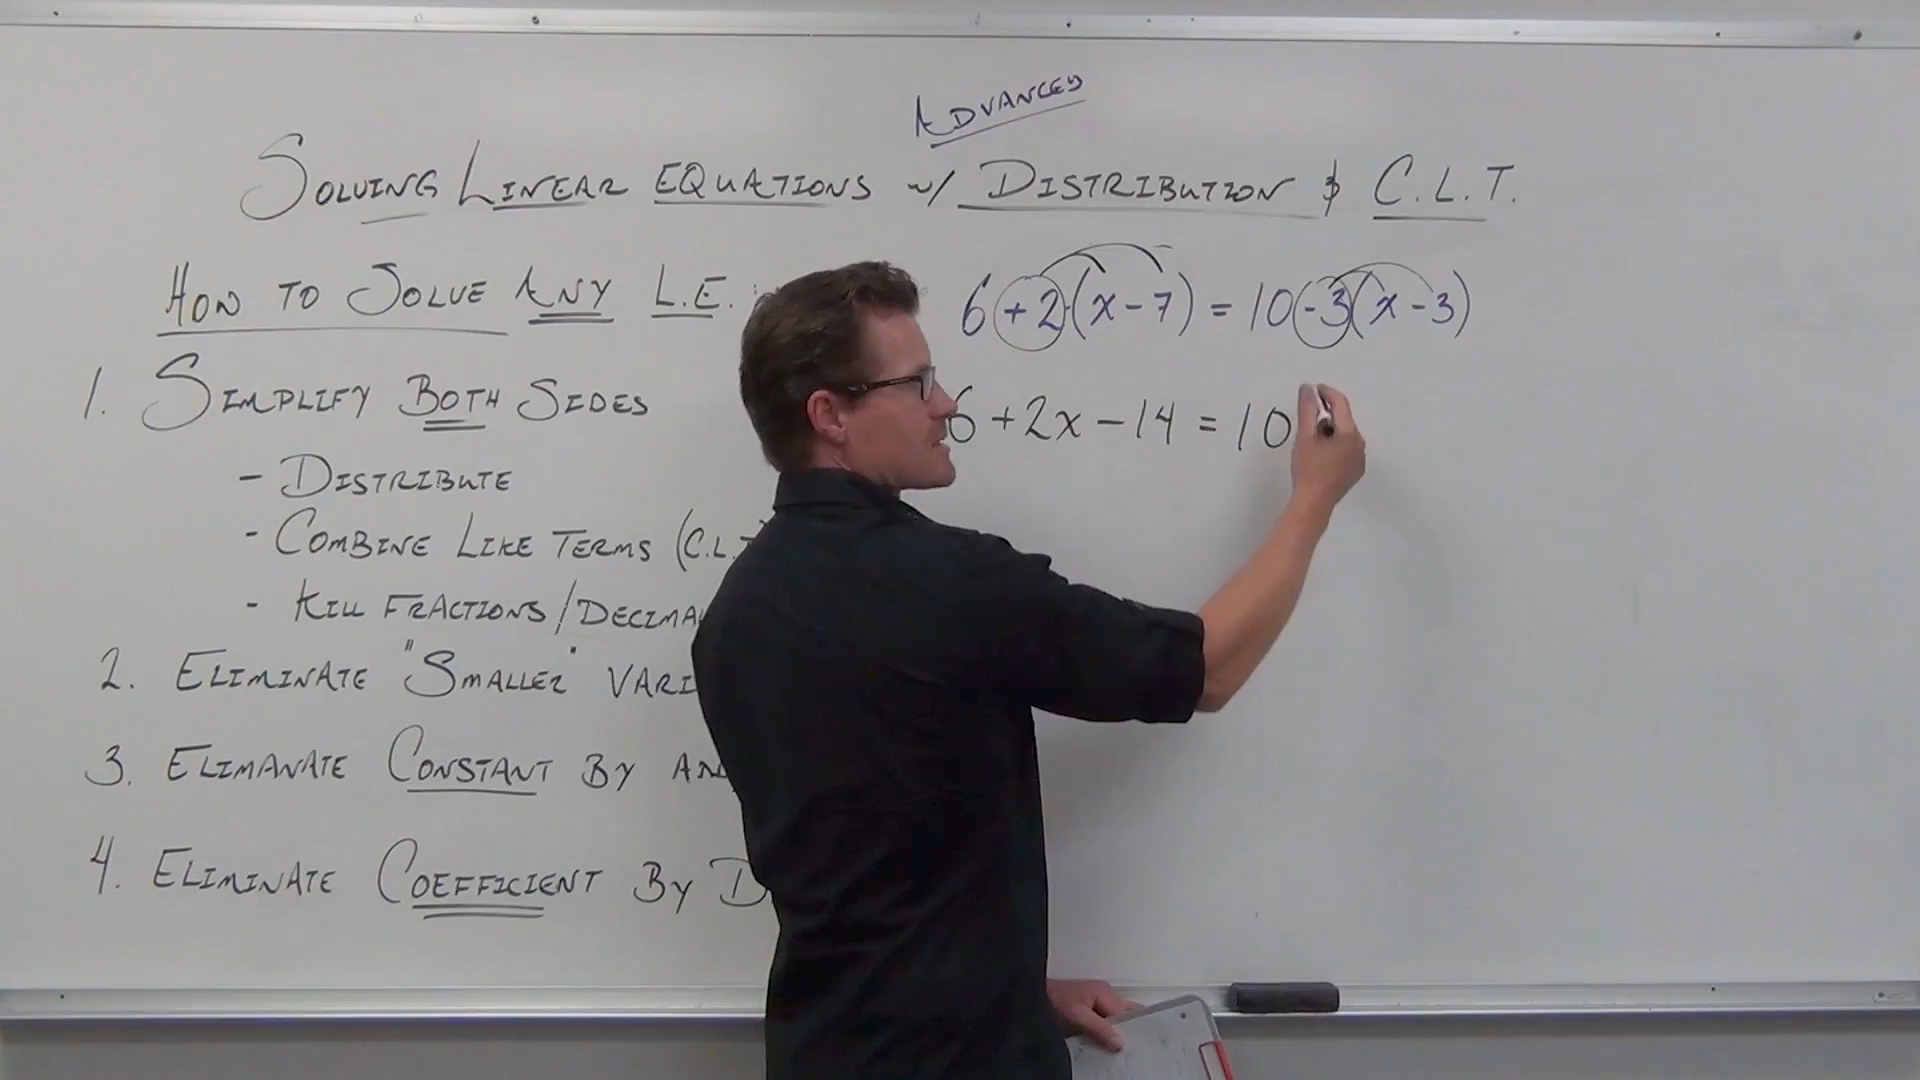 ADVANCED
SOLVING LINEAR EQUATIONS w/ DISTRIBUTION & C.L.T.
HOW TO SOLVE ANY L.E. :
1. SIMPLIFY BOTH SIDES
- DISTRIBUTE
- COMBINE LIKE TERMS (C.L.T
- KILL FRACTIONS/DECIMA
2. ELIMINATE "SMALLER" VARI
3. ELIMANATE CONSTANT BY
4. ELIMINATE COEFFICIENT BY D
6+2(x-7) = 10-3(x-3)
6+2x-14 = 10